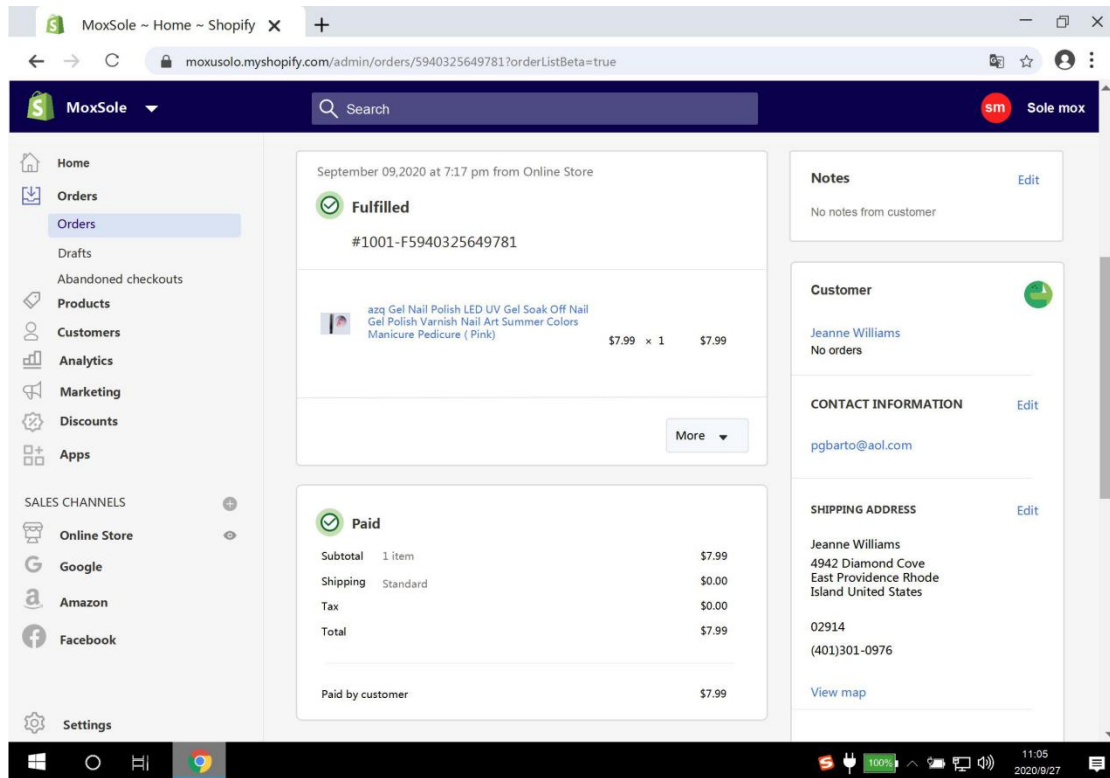 MoxSole ~ Home ~ Shopify
moxusolo.myshopify.com/admin/orders/5940325649781?orderListBeta=true
MoxSole
Search
sm
Sole mox
Home
Orders
Orders
Drafts
Abandoned checkouts
Products
Customers
Analytics
Marketing
Discounts
Apps
SALES CHANNELS
Online Store
Google
Amazon
Facebook
Settings
September 09,2020 at 7:17 pm from Online Store
Fulfilled
#1001-F5940325649781
azq Gel Nail Polish LED UV Gel Soak Off Nail
Gel Polish Varnish Nail Art Summer Colors
Manicure Pedicure ( Pink)
$7.99 × 1 $7.99
More
Paid
Subtotal 1 item $7.99
Shipping Standard $0.00
Tax $0.00
Total $7.99
Paid by customer $7.99
Notes Edit
No notes from customer
Customer
Jeanne Williams
No orders
CONTACT INFORMATION Edit
pgbarto@aol.com
SHIPPING ADDRESS Edit
Jeanne Williams
4942 Diamond Cove
East Providence Rhode
Island United States
02914
(401)301-0976
View map
100%
11:05
2020/9/27